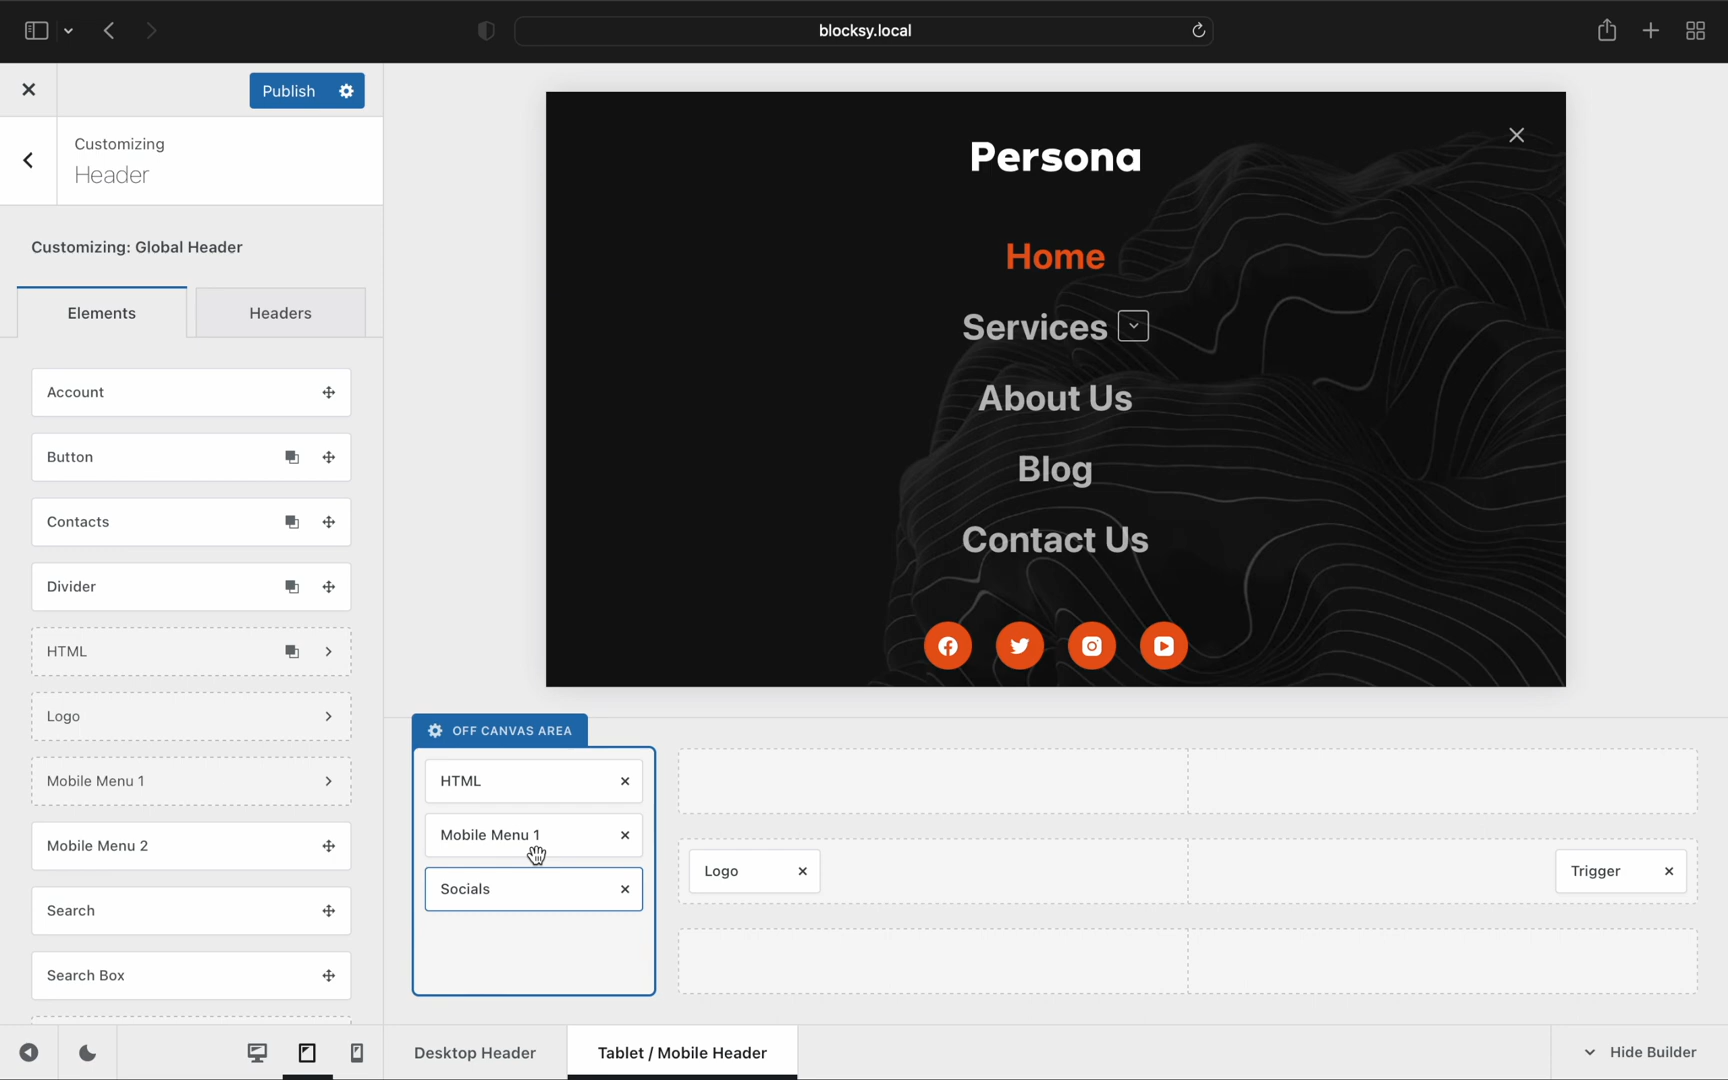 blocksy.local
Publish
Customizing
Header
Customizing: Global Header
Elements
Headers
Account
Button
Contacts
Divider
HTML
Logo
Mobile Menu 1
Mobile Menu 2
Search
Search Box
Persona
Home
Services
About Us
Blog
Contact Us
OFF CANVAS AREA
HTML
Mobile Menu 1
Socials
Logo
Trigger
Desktop Header
Tablet / Mobile Header
Hide Builder